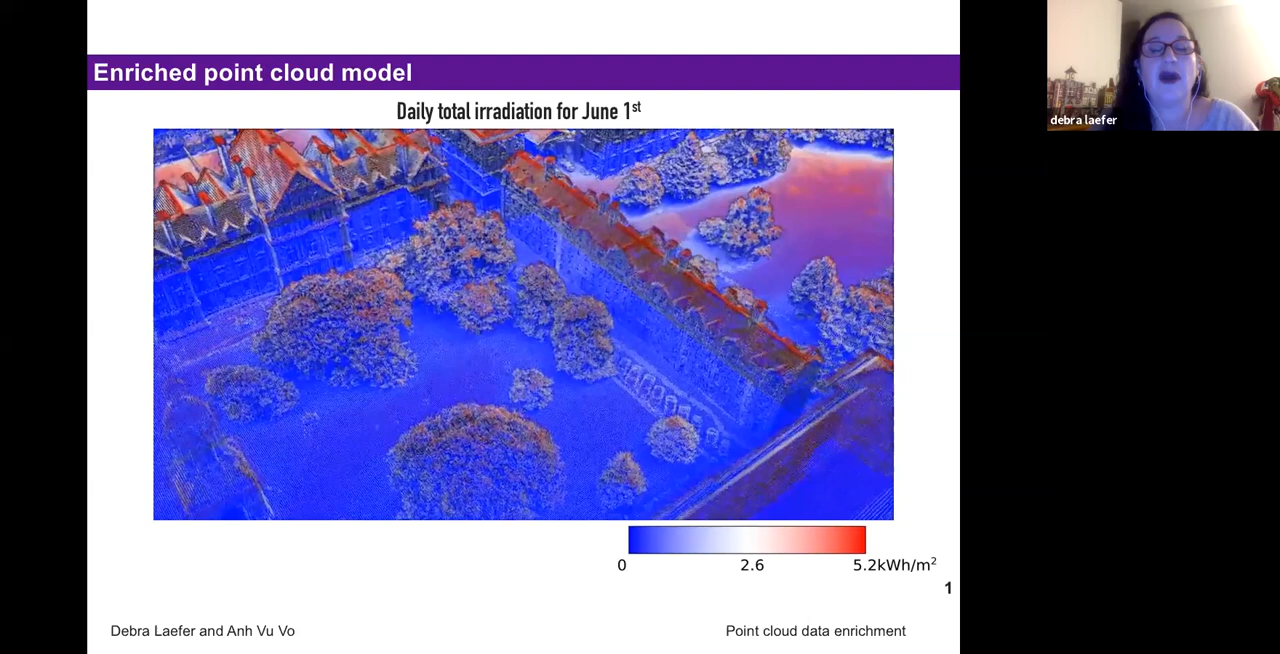 Enriched point cloud model
debra laefer
Daily total irradiation for June 1st
0 2.6 5.2kWh/m2
1
Debra Laefer and Anh Vu Vo
Point cloud data enrichment